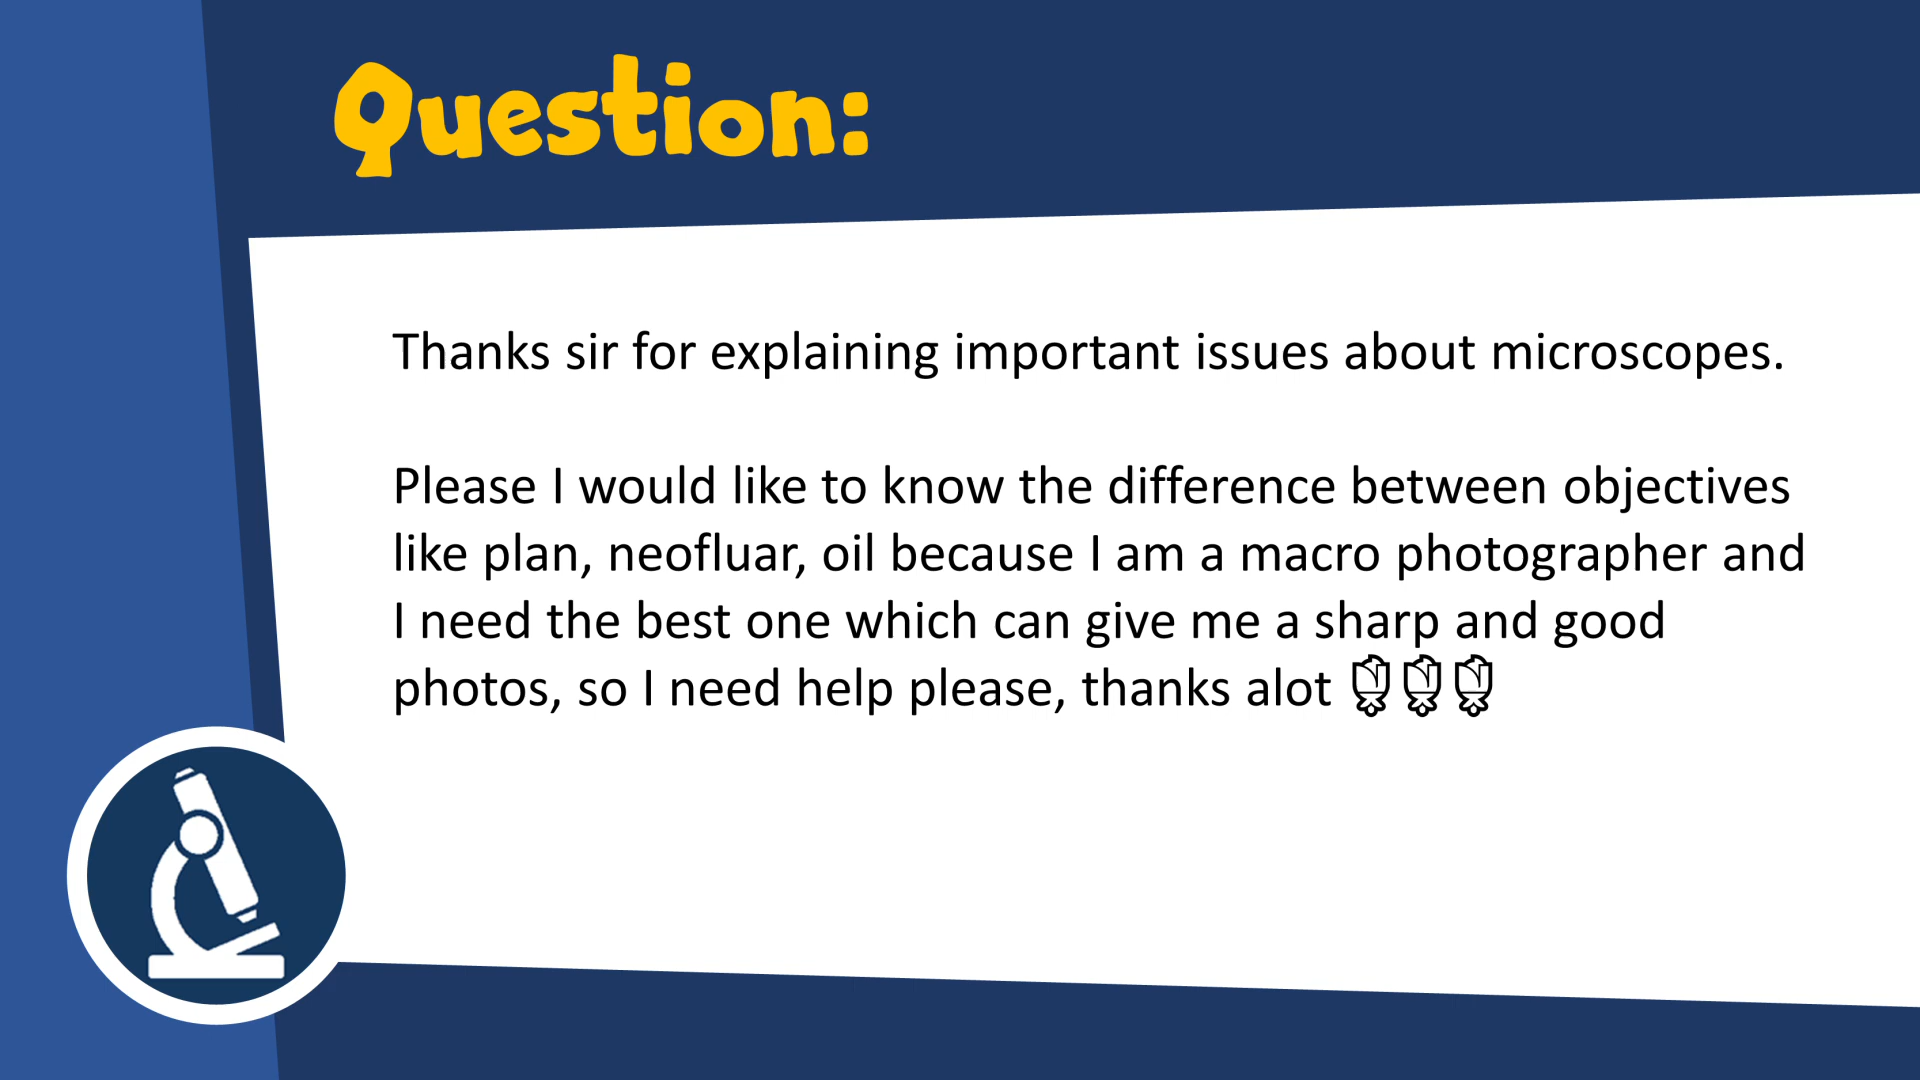 Question:
Thanks sir for explaining important issues about microscopes.
Please I would like to know the difference between objectives
like plan, neofluar, oil because I am a macro photographer and
I need the best one which can give me a sharp and good
photos, so I need help please, thanks alot 🌹🌹🌹